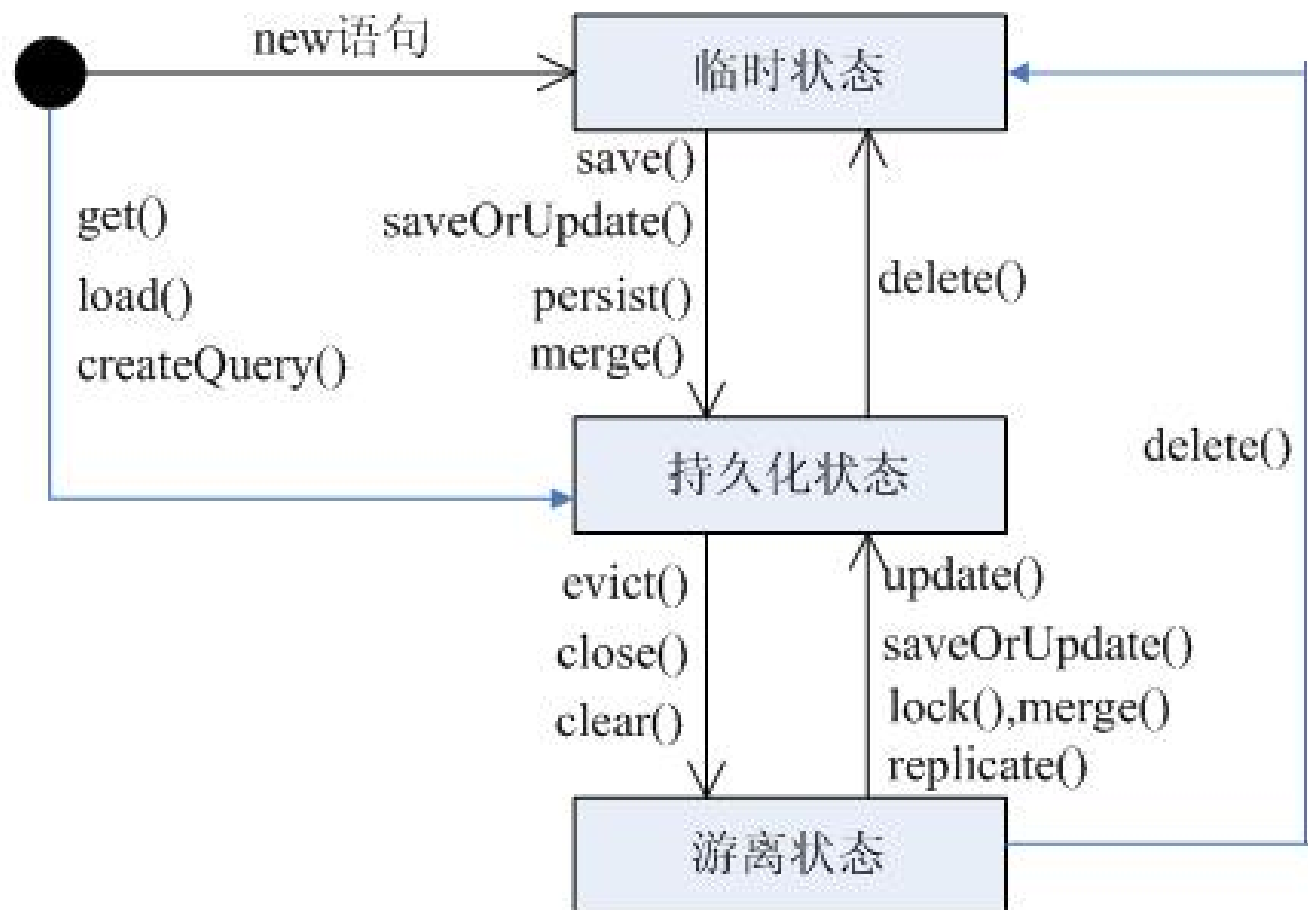 new语句
临时状态
save()
get()
saveOrUpdate()
delete()
load()
persist()
merge()
createQuery()
delete()
持久化状态
evict()
update()
close()
saveOrUpdate()
clear()
lock(),merge()
replicate()
游离状态